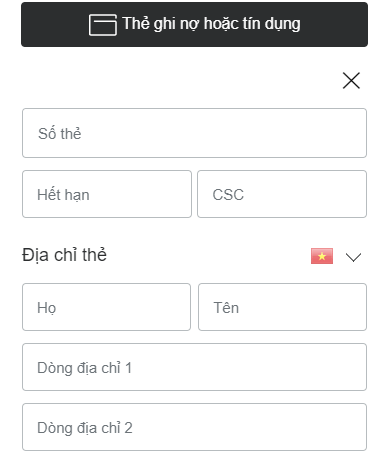 Thẻ ghi nợ hoặc tín dụng
Số thẻ
Hết hạn CSC
Địa chỉ thẻ
Họ Tên
Dòng địa chỉ 1
Dòng địa chỉ 2